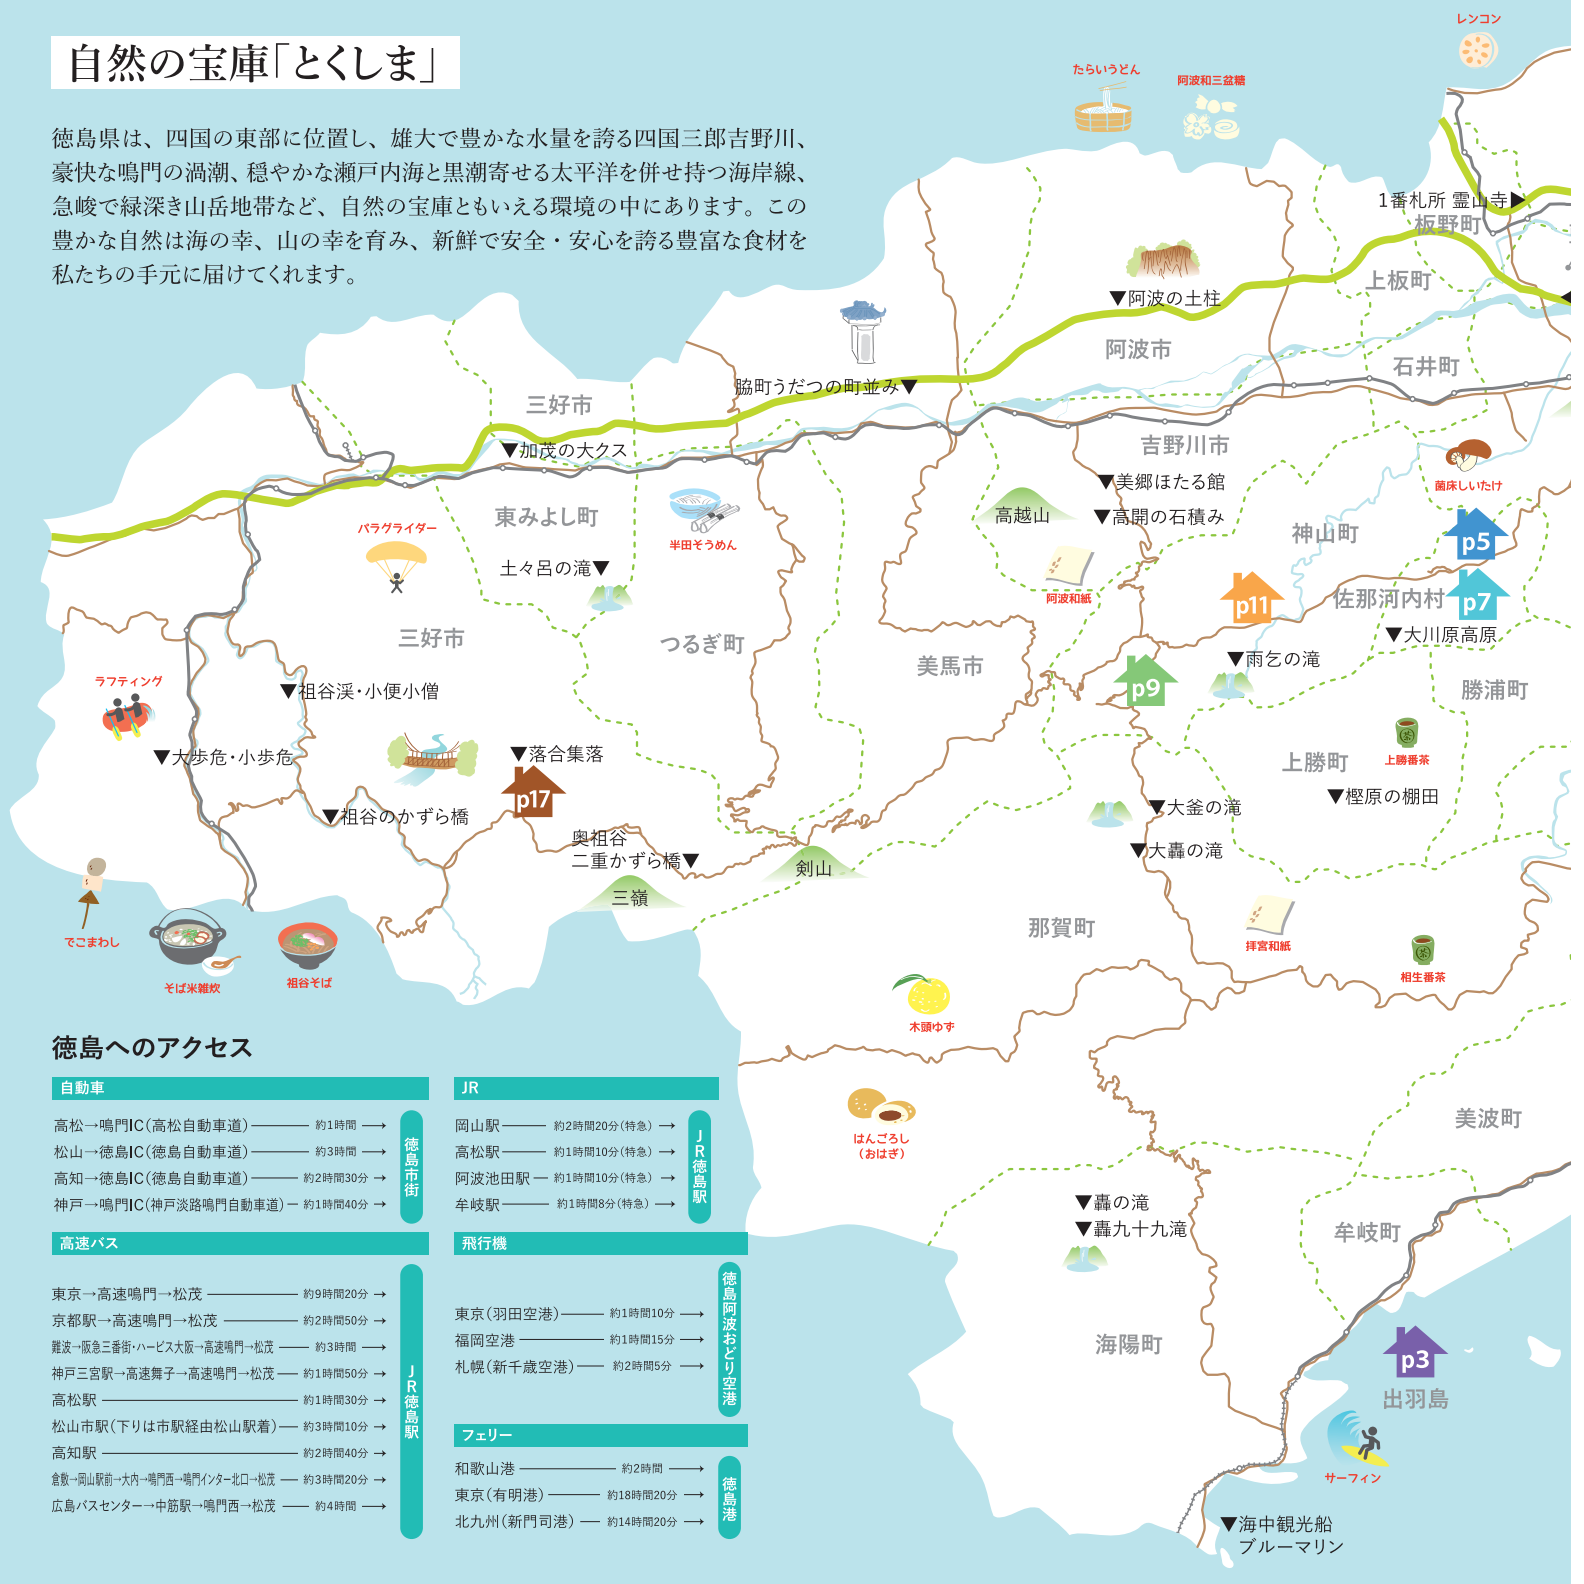 自然の宝庫「とくしま」
徳島県は、四国の東部に位置し、雄大で豊かな水量を誇る四国三郎吉野川、
豪快な鳴門の渦潮、穏やかな瀬戸内海と黒潮寄せる太平洋を併せ持つ海岸線、
急峻で緑深き山岳地帯など、自然の宝庫ともいえる環境の中にあります。この
豊かな自然は海の幸、山の幸を育み、新鮮で安全・安心を誇る豊富な食材を
私たちの手元に届けてくれます。
レンコン
たらいうどん
阿波和三盆糖
1番札所 霊山寺▶
板野町
上板町
▼阿波の土柱
阿波市
石井町
脇町うだつの町並み▼
三好市
▼加茂の大クス
吉野川市
菌床しいたけ
▼美郷ほたる館
高越山
▼高開の石積み
東みよし町
半田そうめん
パラグライダー
神山町
p5
土々呂の滝▼
阿波和紙
p11
佐那河内村
p7
▼大川原高原
三好市
つるぎ町
美馬市
▼雨乞の滝
p9
勝浦町
ラフティング
▼祖谷渓・小便小僧
▼大歩危・小歩危
▼落合集落
p17
上勝町
上勝番茶
▼樫原の棚田
▼祖谷のかずら橋
▼大釜の滝
奥祖谷
二重かずら橋▼
▼大轟の滝
剣山
三嶺
那賀町
拝宮和紙
相生番茶
でこまわし
そば米雑炊
祖谷そば
木頭ゆず
はんごろし
(おはぎ)
美波町
▼轟の滝
▼轟九十九滝
牟岐町
海陽町
p3
出羽島
サーフィン
▼海中観光船
ブルーマリン
徳島へのアクセス
自動車
高松→鳴門IC(高松自動車道) 約1時間 →
松山→徳島IC(徳島自動車道) 約3時間 →
高知→徳島IC(徳島自動車道) 約2時間30分 →
神戸→鳴門IC(神戸淡路鳴門自動車道) 約1時間40分 →
徳島市街
高速バス
東京→高速鳴門→松茂 約9時間20分 →
京都駅→高速鳴門→松茂 約2時間50分 →
難波→阪急三番街・ハービス大阪→高速鳴門→松茂 約3時間 →
神戸三宮駅→高速舞子→高速鳴門→松茂 約1時間50分 →
高松駅 約1時間30分 →
松山市駅(下りは市駅経由松山駅着) 約3時間10分 →
高知駅 約2時間40分 →
倉敷→岡山駅前→大内→鳴門西→鳴門インター北口→松茂 約3時間20分 →
広島バスセンター→中筋駅→鳴門西→松茂 約4時間 →
JR徳島駅
JR
岡山駅 約2時間20分(特急) →
高松駅 約1時間10分(特急) →
阿波池田駅 約1時間10分(特急) →
牟岐駅 約1時間8分(特急) →
JR徳島駅
飛行機
東京(羽田空港) 約1時間10分 →
福岡空港 約1時間15分 →
札幌(新千歳空港) 約2時間5分 →
徳島阿波おどり空港
フェリー
和歌山港 約2時間 →
東京(有明港) 約18時間20分 →
北九州(新門司港) 約14時間20分 →
徳島港